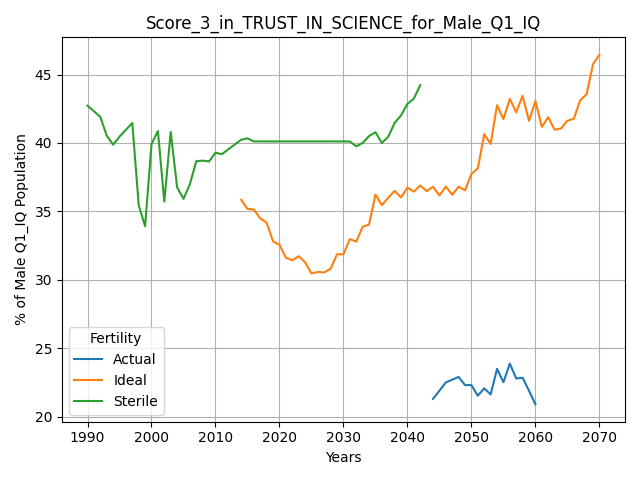 Score_3_in_TRUST_IN_SCIENCE_for_Male_Q1_IQ
% of Male Q1_IQ Population
45
40
35
30
25
20
Fertility
Actual
Ideal
Sterile
1990 2000 2010 2020 2030 2040 2050 2060 2070
Years